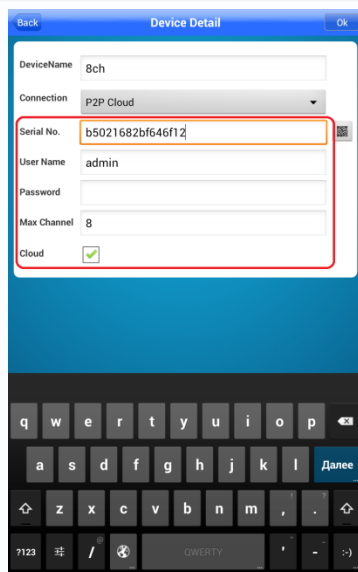 Back Device Detail Ok
DeviceName 8ch
Connection P2P Cloud
Serial No. b5021682bf646f12
User Name admin
Password
Max Channel 8
Cloud
q w e r t y u i o p
a s d f g h j k l Далее
z x c v b n m , ! . ?
?123 / @ QWERTY ' " - _ :-)